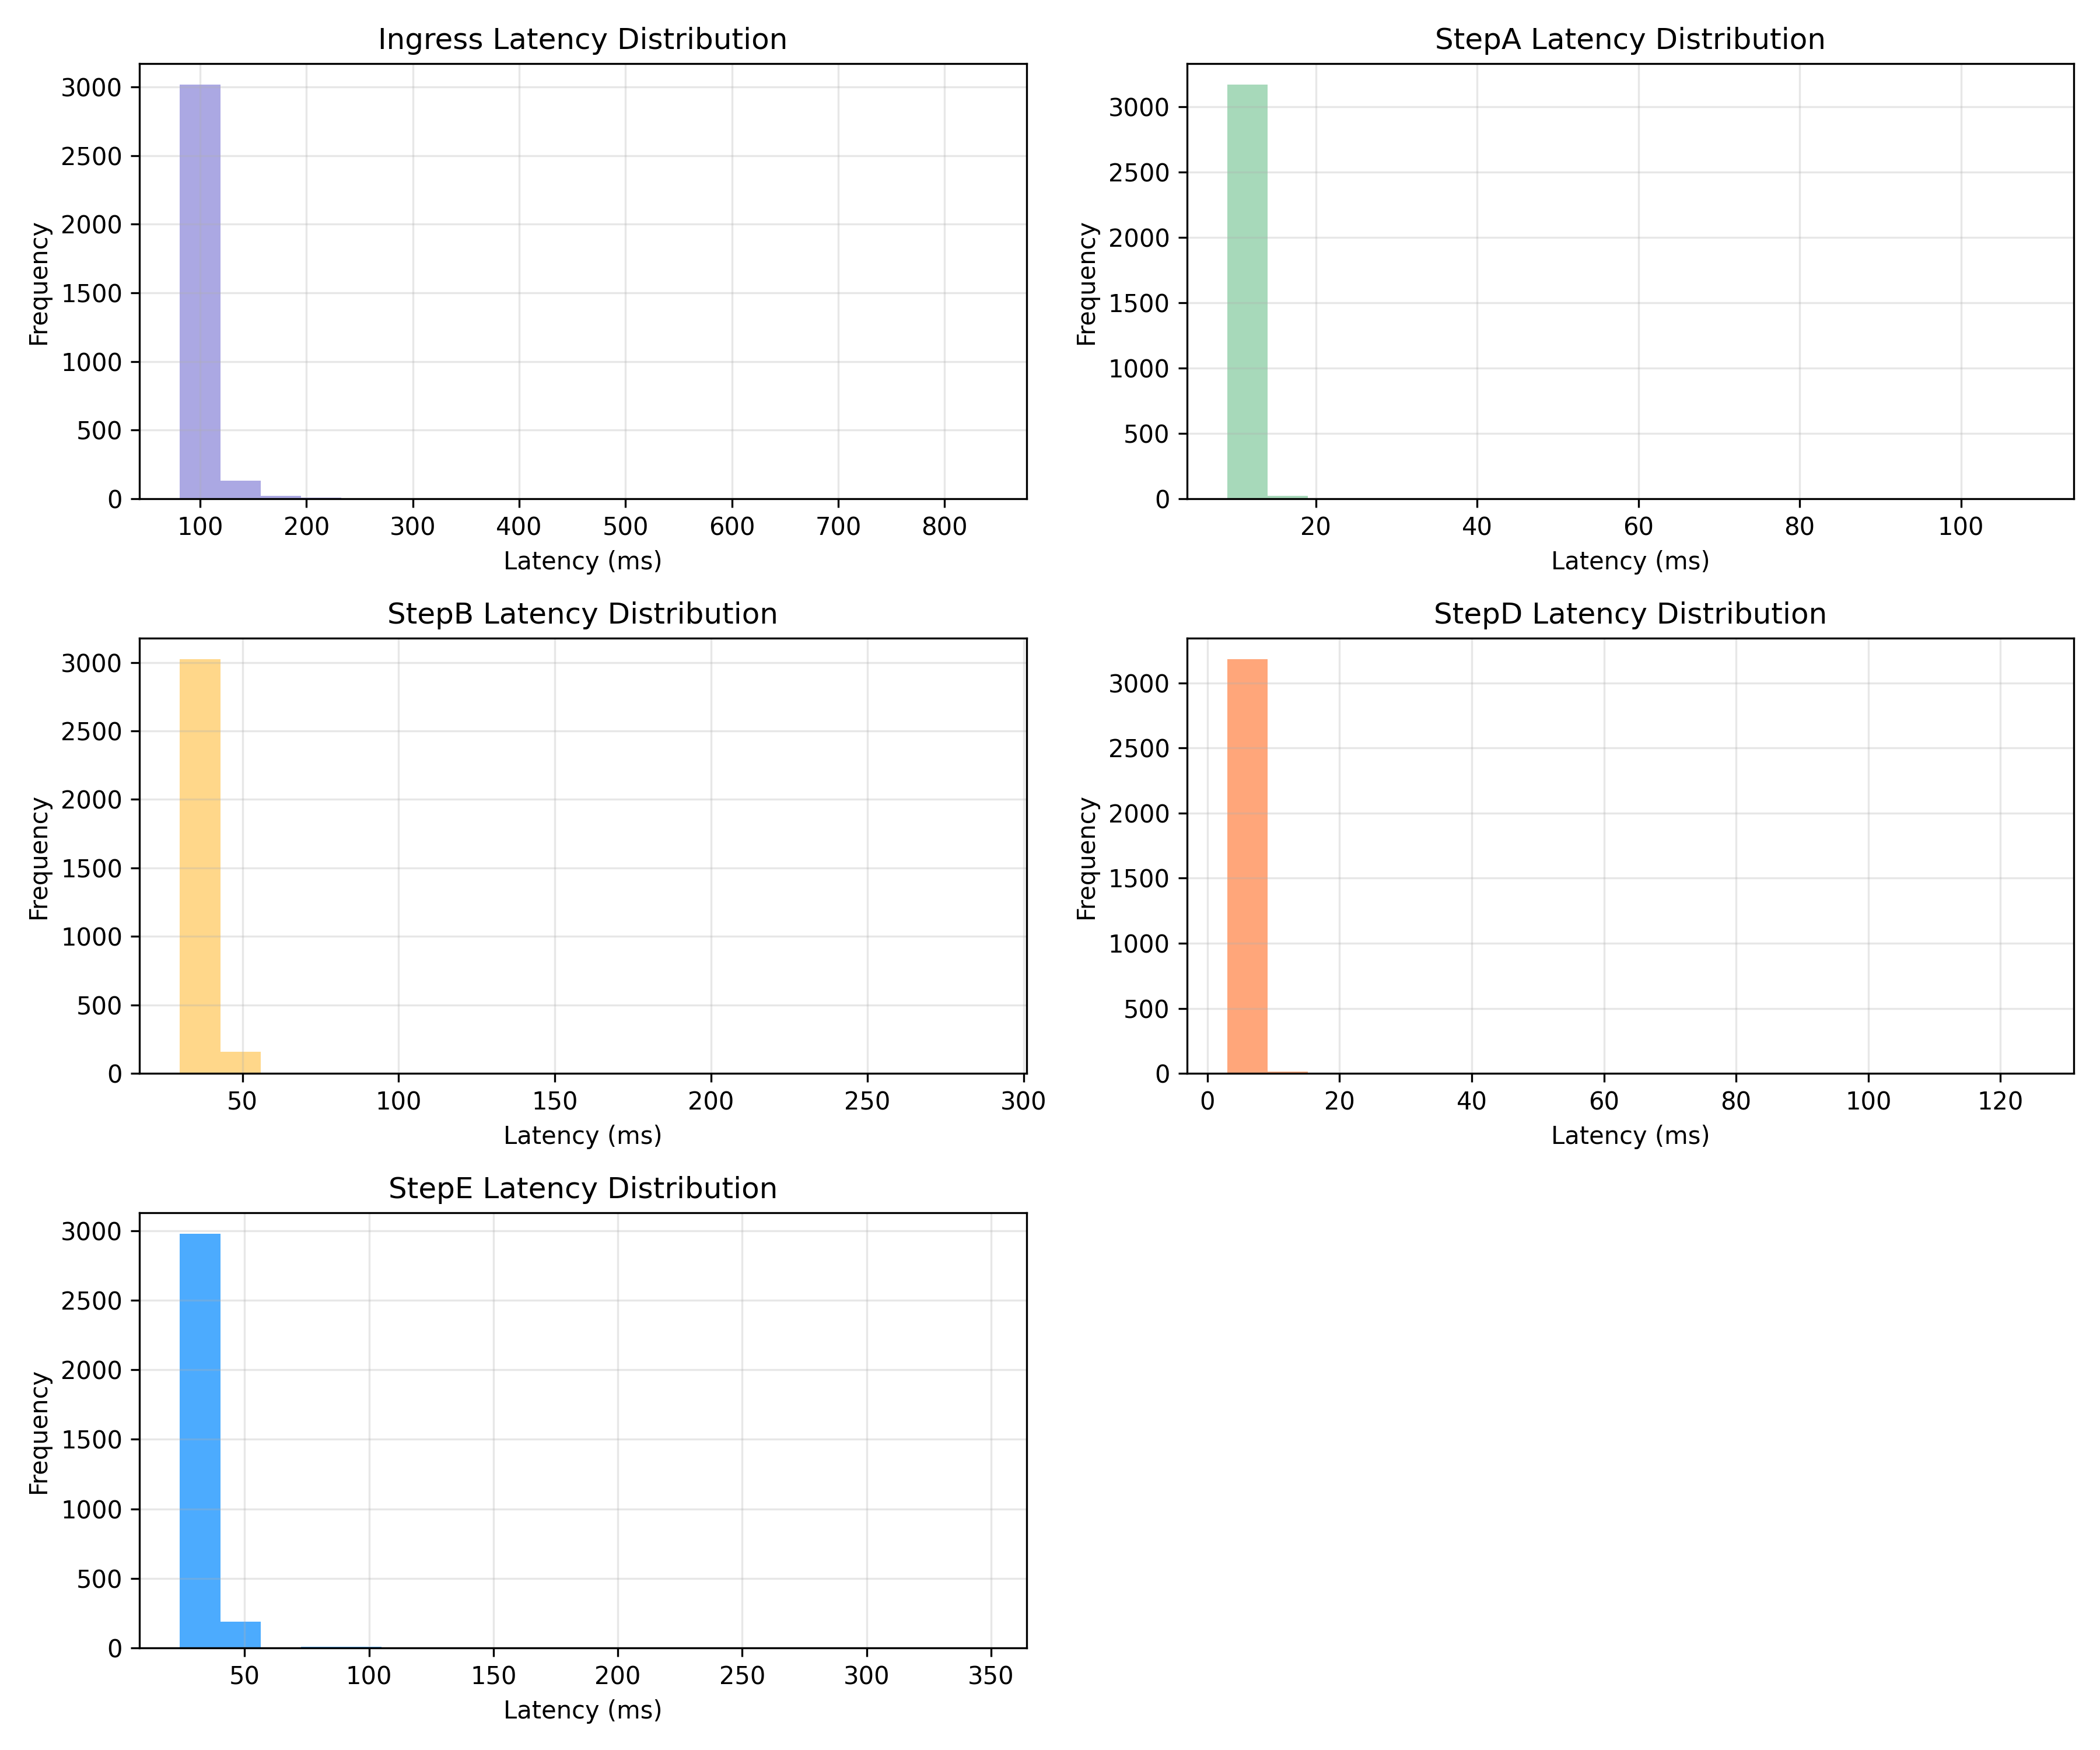 Ingress Latency Distribution
Frequency
3000
2500
2000
1500
1000
500
0
100 200 300 400 500 600 700 800
Latency (ms)
StepA Latency Distribution
Frequency
3000
2500
2000
1500
1000
500
0
20 40 60 80 100
Latency (ms)
StepB Latency Distribution
Frequency
3000
2500
2000
1500
1000
500
0
50 100 150 200 250 300
Latency (ms)
StepD Latency Distribution
Frequency
3000
2500
2000
1500
1000
500
0
0 20 40 60 80 100 120
Latency (ms)
StepE Latency Distribution
Frequency
3000
2500
2000
1500
1000
500
0
50 100 150 200 250 300 350
Latency (ms)